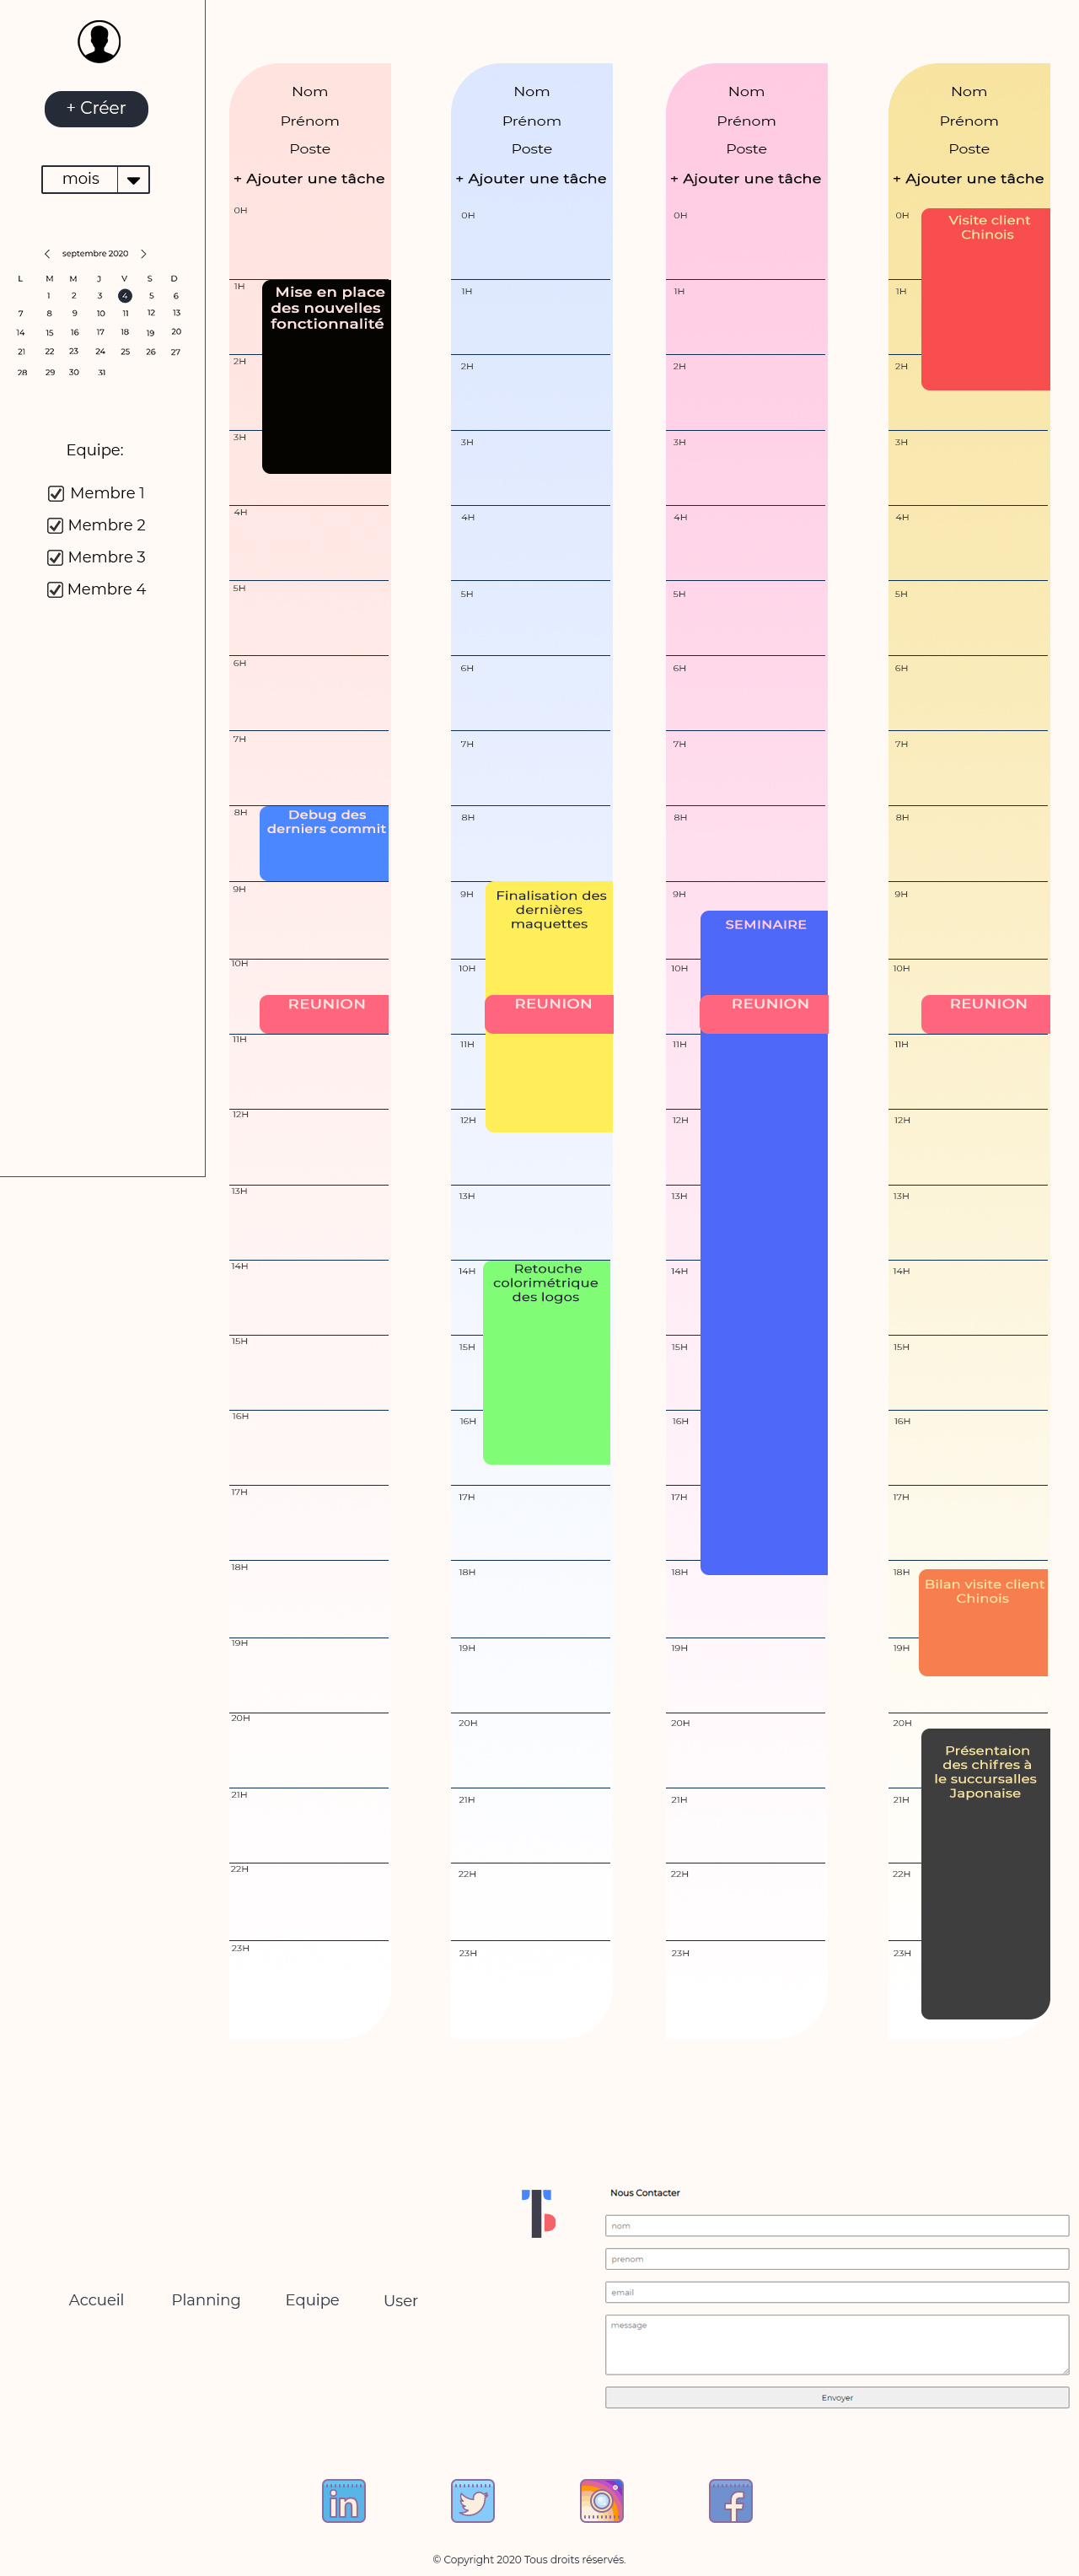 + Créer
mois
septembre 2020
L M M J V S D
1 2 3 4 5 6
7 8 9 10 11 12 13
14 15 16 17 18 19 20
21 22 23 24 25 26 27
28 29 30 31
Equipe:
Membre 1
Membre 2
Membre 3
Membre 4
Nom
Prénom
Poste
+ Ajouter une tâche
0H
1H
Mise en place
des nouvelles
fonctionnalité
2H
3H
4H
5H
6H
7H
8H
Debug des
derniers commit
9H
10H
REUNION
11H
12H
13H
14H
15H
16H
17H
18H
19H
20H
21H
22H
23H
Nom
Prénom
Poste
+ Ajouter une tâche
0H
1H
2H
3H
4H
5H
6H
7H
8H
9H
Finalisation des
dernières
maquettes
10H
REUNION
11H
12H
13H
14H
Retouche
colorimétrique
des logos
15H
16H
17H
18H
19H
20H
21H
22H
23H
Nom
Prénom
Poste
+ Ajouter une tâche
0H
1H
2H
3H
4H
5H
6H
7H
8H
9H
SEMINAIRE
10H
REUNION
11H
12H
13H
14H
15H
16H
17H
18H
19H
20H
21H
22H
23H
Nom
Prénom
Poste
+ Ajouter une tâche
0H
Visite client
Chinois
1H
2H
3H
4H
5H
6H
7H
8H
9H
10H
REUNION
11H
12H
13H
14H
15H
16H
17H
18H
Bilan visite client
Chinois
19H
20H
Présentaion
des chifres à
le succursalles
Japonaise
21H
22H
23H
Accueil
Planning
Equipe
User
Nous Contacter
nom
prenom
email
message
Envoyer
in
f
© Copyright 2020 Tous droits réservés.